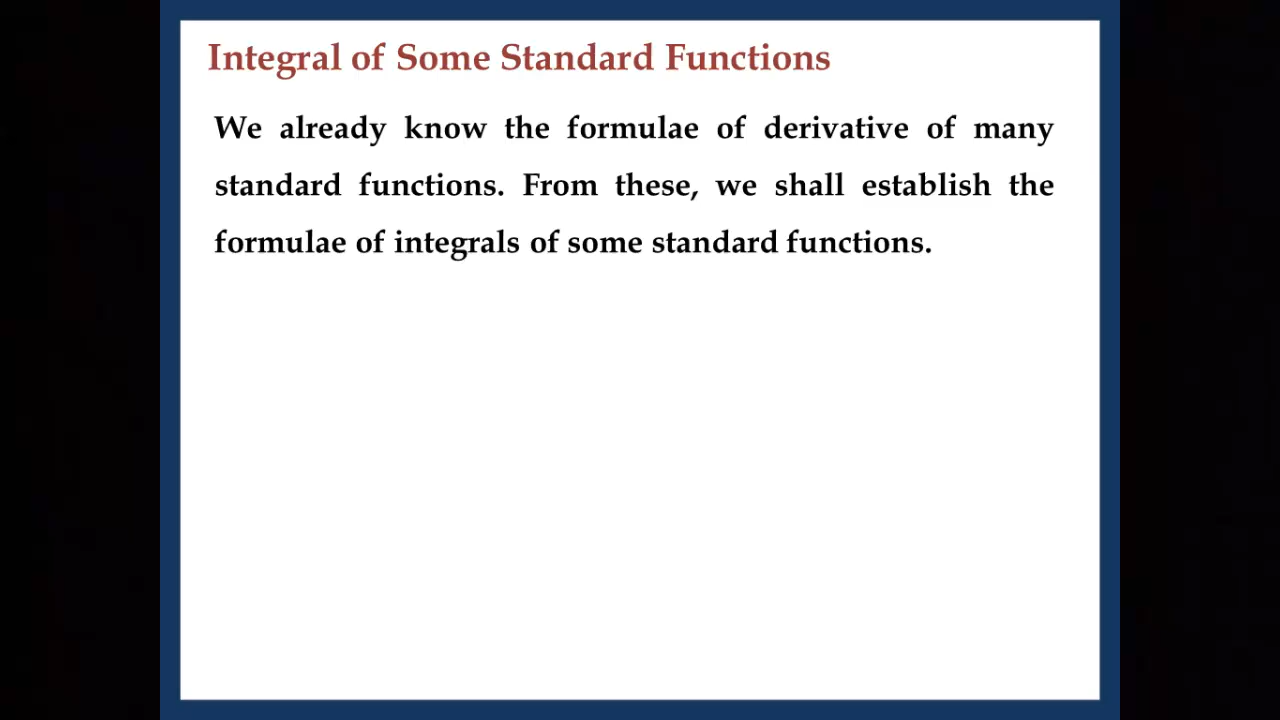 Integral of Some Standard Functions
We already know the formulae of derivative of many
standard functions. From these, we shall establish the
formulae of integrals of some standard functions.